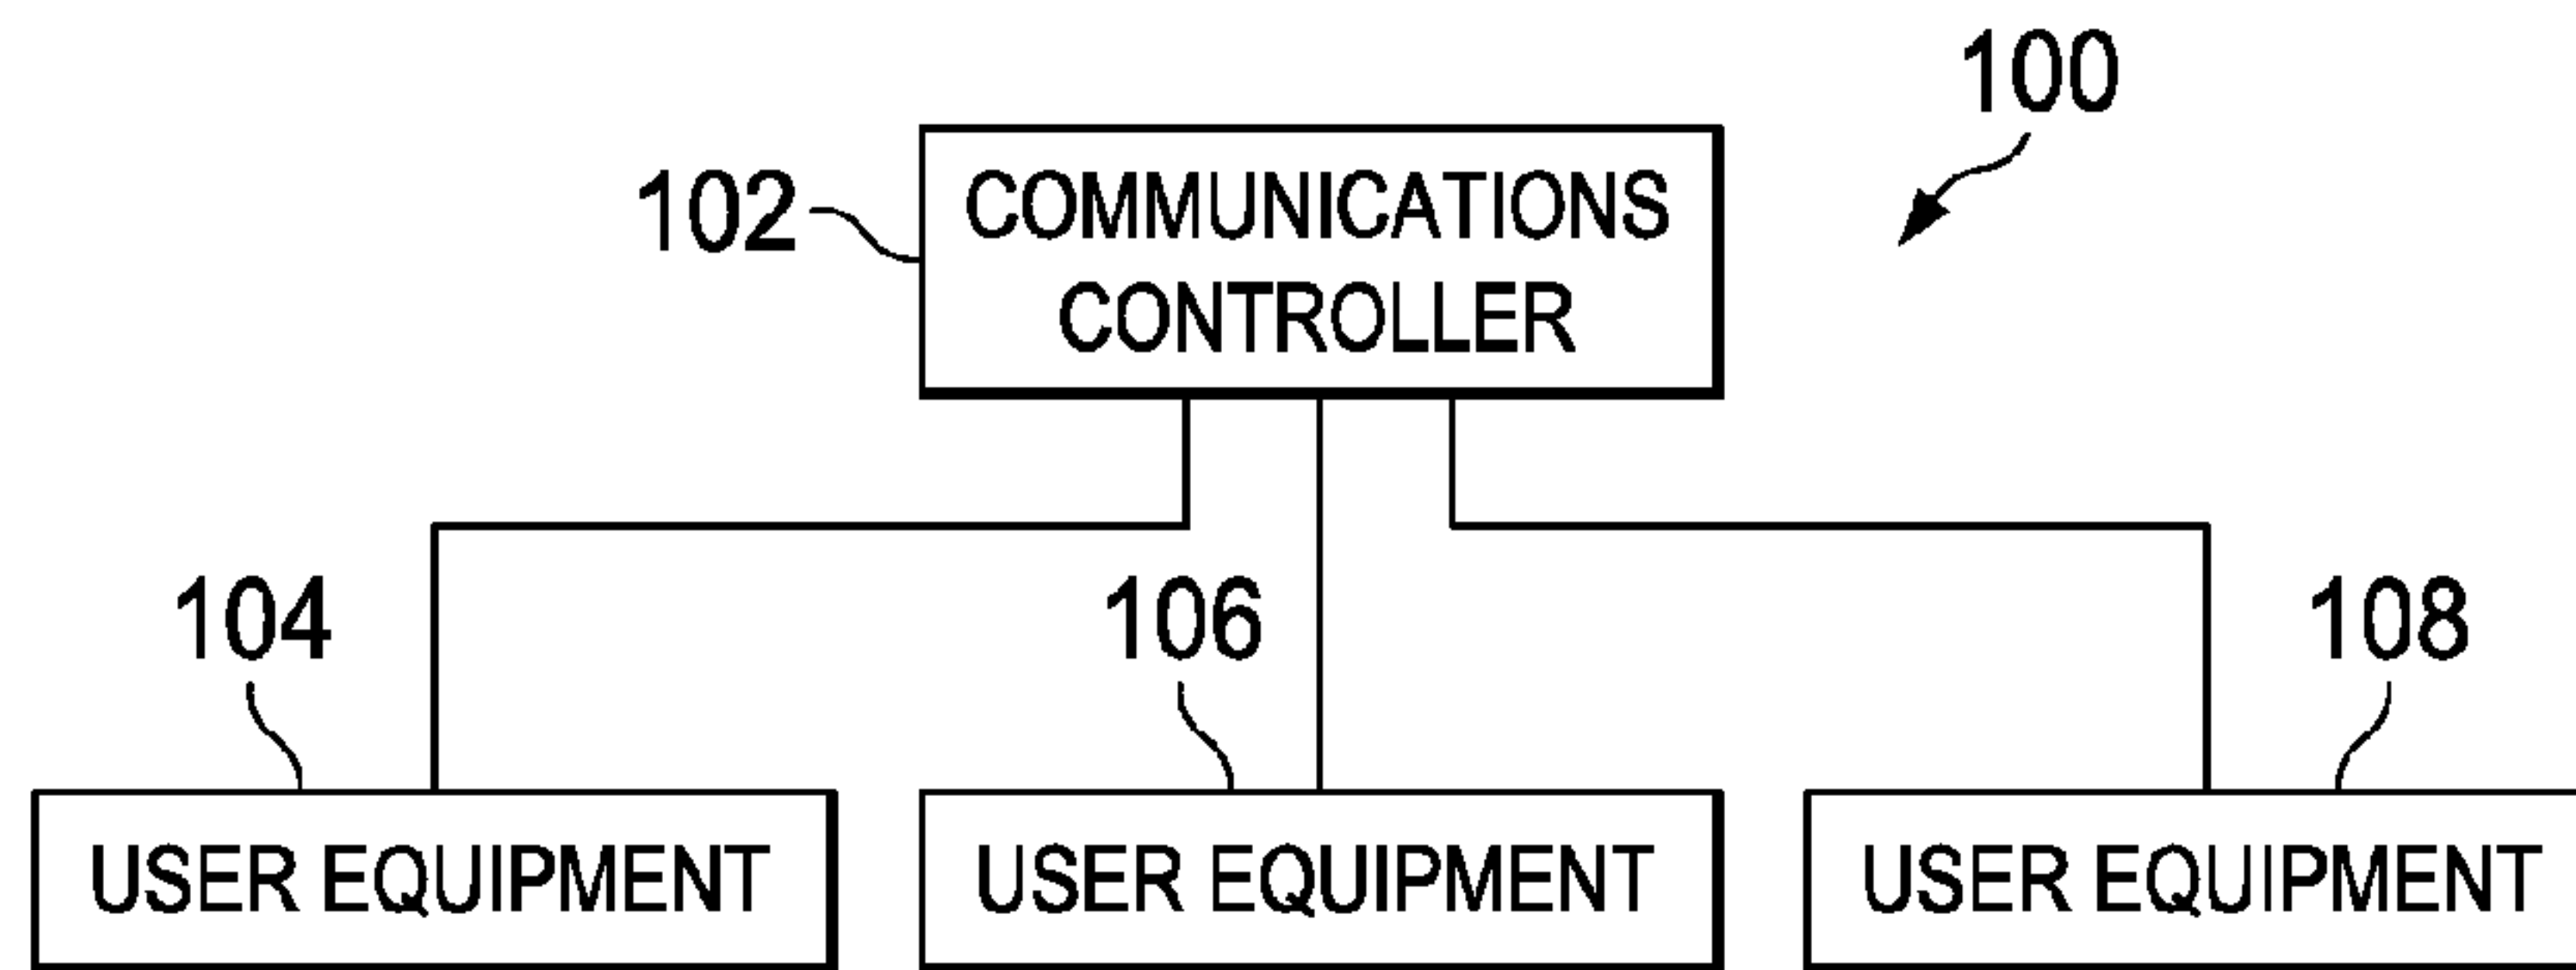 100
102
COMMUNICATIONS
CONTROLLER
104
106
108
USER EQUIPMENT
USER EQUIPMENT
USER EQUIPMENT